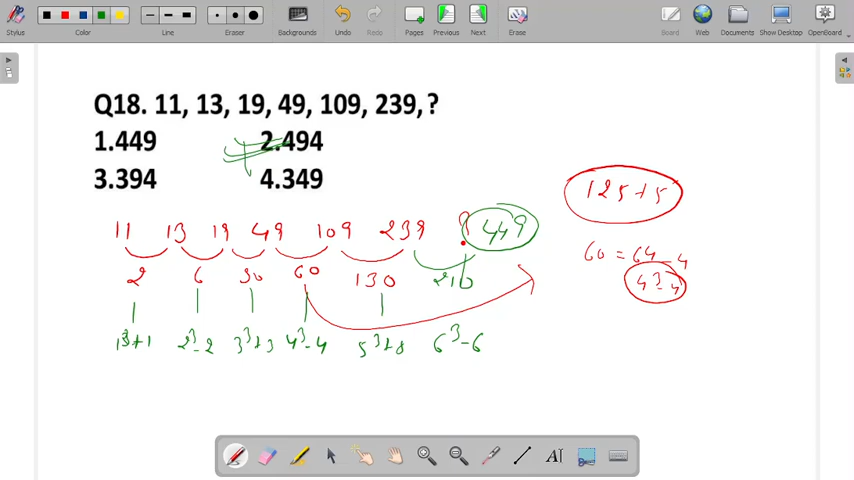 Stylus Color Line Eraser Backgrounds Undo Redo Pages Previous Next Erase Board Web Documents Show Desktop OpenBoard
Q18. 11, 13, 19, 49, 109, 239, ?
1.449 2.494
3.394 4.349
125+5
11 13 19 49 109 239 ? 449
60 = 64-4
4³-4
2 6 30 60 130 210
1³+1 2³-2 3³+3 4³-4 5³+5 6³-6